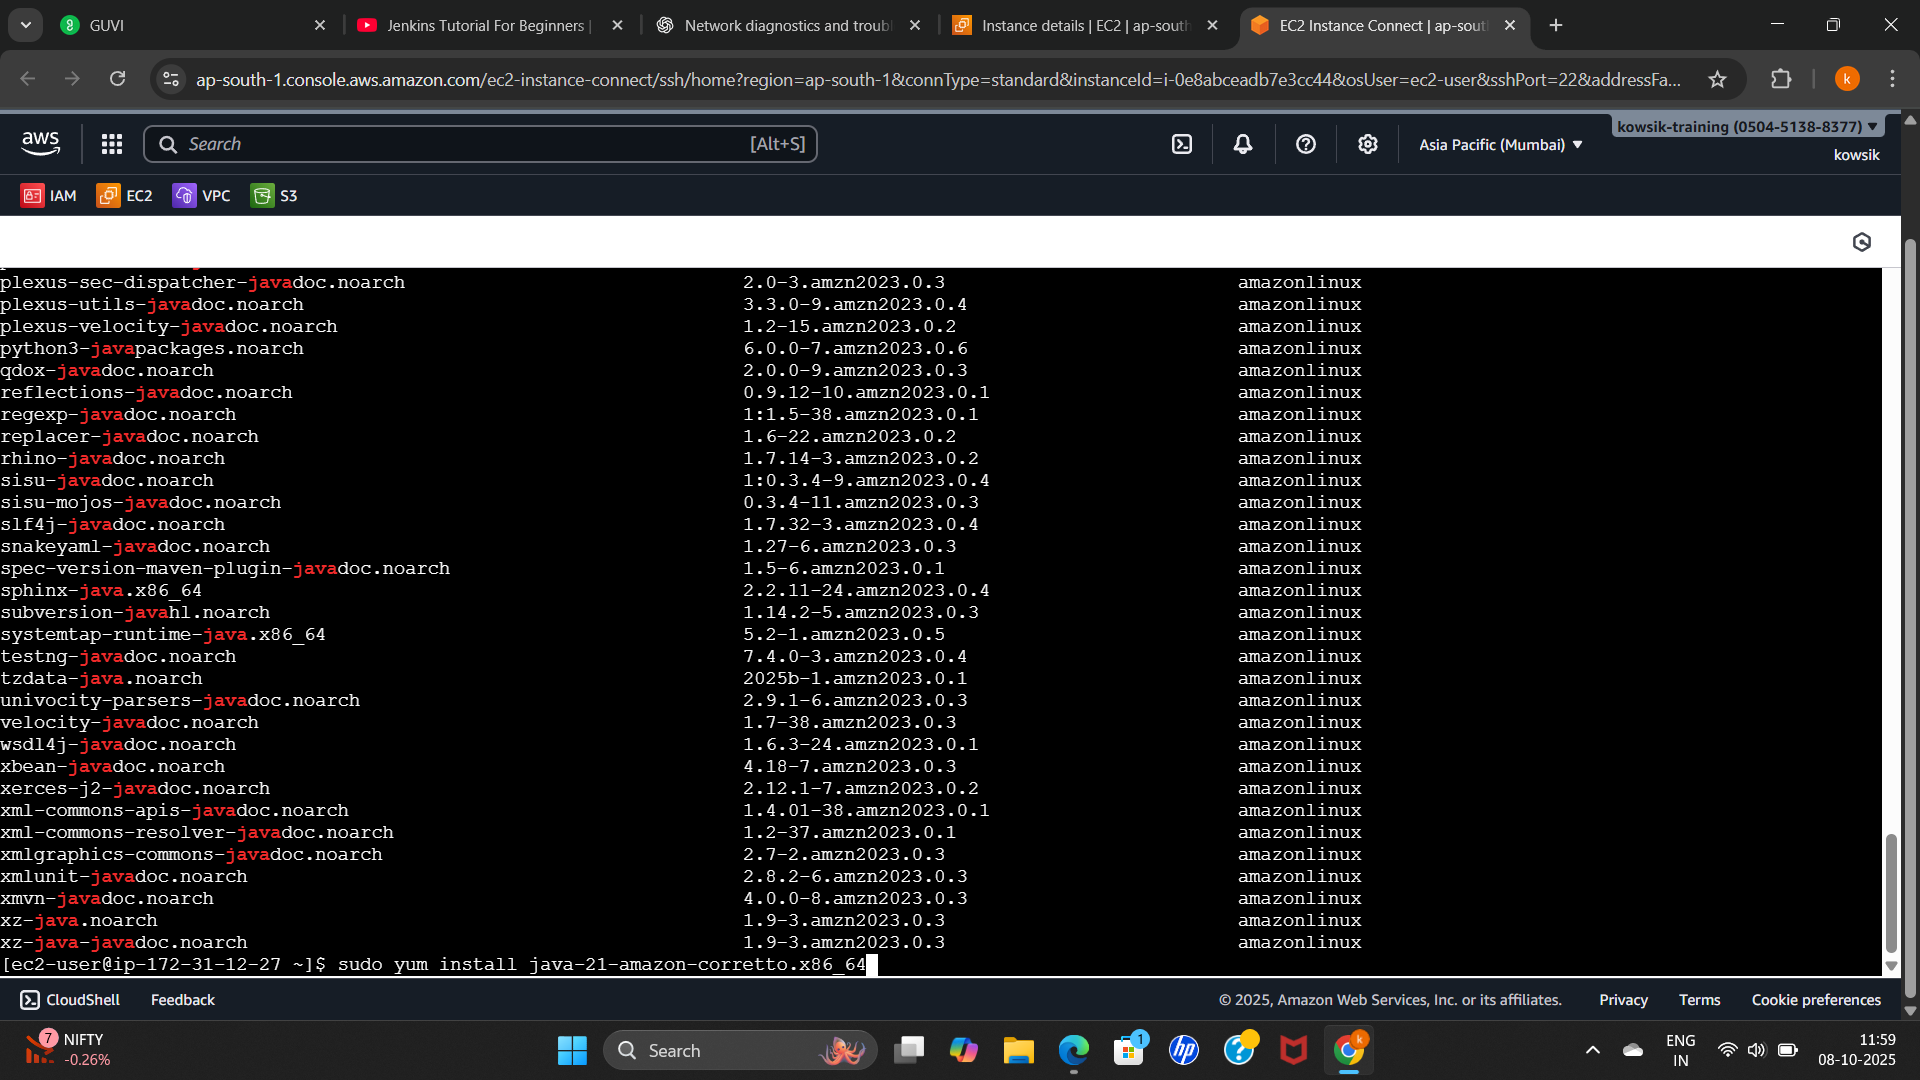 GUVI
Jenkins Tutorial For Beginners |
Network diagnostics and troubl
Instance details | EC2 | ap-south
EC2 Instance Connect | ap-sout
ap-south-1.console.aws.amazon.com/ec2-instance-connect/ssh/home?region=ap-south-1&connType=standard&instanceId=i-0e8abceadb7e3cc44&osUser=ec2-user&sshPort=22&addressFa...
k
aws
Search
[Alt+S]
Asia Pacific (Mumbai) ▼
kowsik-training (0504-5138-8377) ▼
kowsik
IAM
EC2
VPC
S3
plexus-sec-dispatcher-javadoc.noarch 2.0-3.amzn2023.0.3 amazonlinux
plexus-utils-javadoc.noarch 3.3.0-9.amzn2023.0.4 amazonlinux
plexus-velocity-javadoc.noarch 1.2-15.amzn2023.0.2 amazonlinux
python3-javapackages.noarch 6.0.0-7.amzn2023.0.6 amazonlinux
qdox-javadoc.noarch 2.0.0-9.amzn2023.0.3 amazonlinux
reflections-javadoc.noarch 0.9.12-10.amzn2023.0.1 amazonlinux
regexp-javadoc.noarch 1:1.5-38.amzn2023.0.1 amazonlinux
replacer-javadoc.noarch 1.6-22.amzn2023.0.2 amazonlinux
rhino-javadoc.noarch 1.7.14-3.amzn2023.0.2 amazonlinux
sisu-javadoc.noarch 1:0.3.4-9.amzn2023.0.4 amazonlinux
sisu-mojos-javadoc.noarch 0.3.4-11.amzn2023.0.3 amazonlinux
slf4j-javadoc.noarch 1.7.32-3.amzn2023.0.4 amazonlinux
snakeyaml-javadoc.noarch 1.27-6.amzn2023.0.3 amazonlinux
spec-version-maven-plugin-javadoc.noarch 1.5-6.amzn2023.0.1 amazonlinux
sphinx-java.x86_64 2.2.11-24.amzn2023.0.4 amazonlinux
subversion-javahl.noarch 1.14.2-5.amzn2023.0.3 amazonlinux
systemtap-runtime-java.x86_64 5.2-1.amzn2023.0.5 amazonlinux
testng-javadoc.noarch 7.4.0-3.amzn2023.0.4 amazonlinux
tzdata-java.noarch 2025b-1.amzn2023.0.1 amazonlinux
univocity-parsers-javadoc.noarch 2.9.1-6.amzn2023.0.3 amazonlinux
velocity-javadoc.noarch 1.7-38.amzn2023.0.3 amazonlinux
wsdl4j-javadoc.noarch 1.6.3-24.amzn2023.0.1 amazonlinux
xbean-javadoc.noarch 4.18-7.amzn2023.0.3 amazonlinux
xerces-j2-javadoc.noarch 2.12.1-7.amzn2023.0.2 amazonlinux
xml-commons-apis-javadoc.noarch 1.4.01-38.amzn2023.0.1 amazonlinux
xml-commons-resolver-javadoc.noarch 1.2-37.amzn2023.0.1 amazonlinux
xmlgraphics-commons-javadoc.noarch 2.7-2.amzn2023.0.3 amazonlinux
xmlunit-javadoc.noarch 2.8.2-6.amzn2023.0.3 amazonlinux
xmvn-javadoc.noarch 4.0.0-8.amzn2023.0.3 amazonlinux
xz-java.noarch 1.9-3.amzn2023.0.3 amazonlinux
xz-java-javadoc.noarch 1.9-3.amzn2023.0.3 amazonlinux
[ec2-user@ip-172-31-12-27 ~]$ sudo yum install java-21-amazon-corretto.x86_64
CloudShell
Feedback
© 2025, Amazon Web Services, Inc. or its affiliates.
Privacy
Terms
Cookie preferences
7
NIFTY
-0.26%
Search
1
hp
k
ENG
IN
11:59
08-10-2025